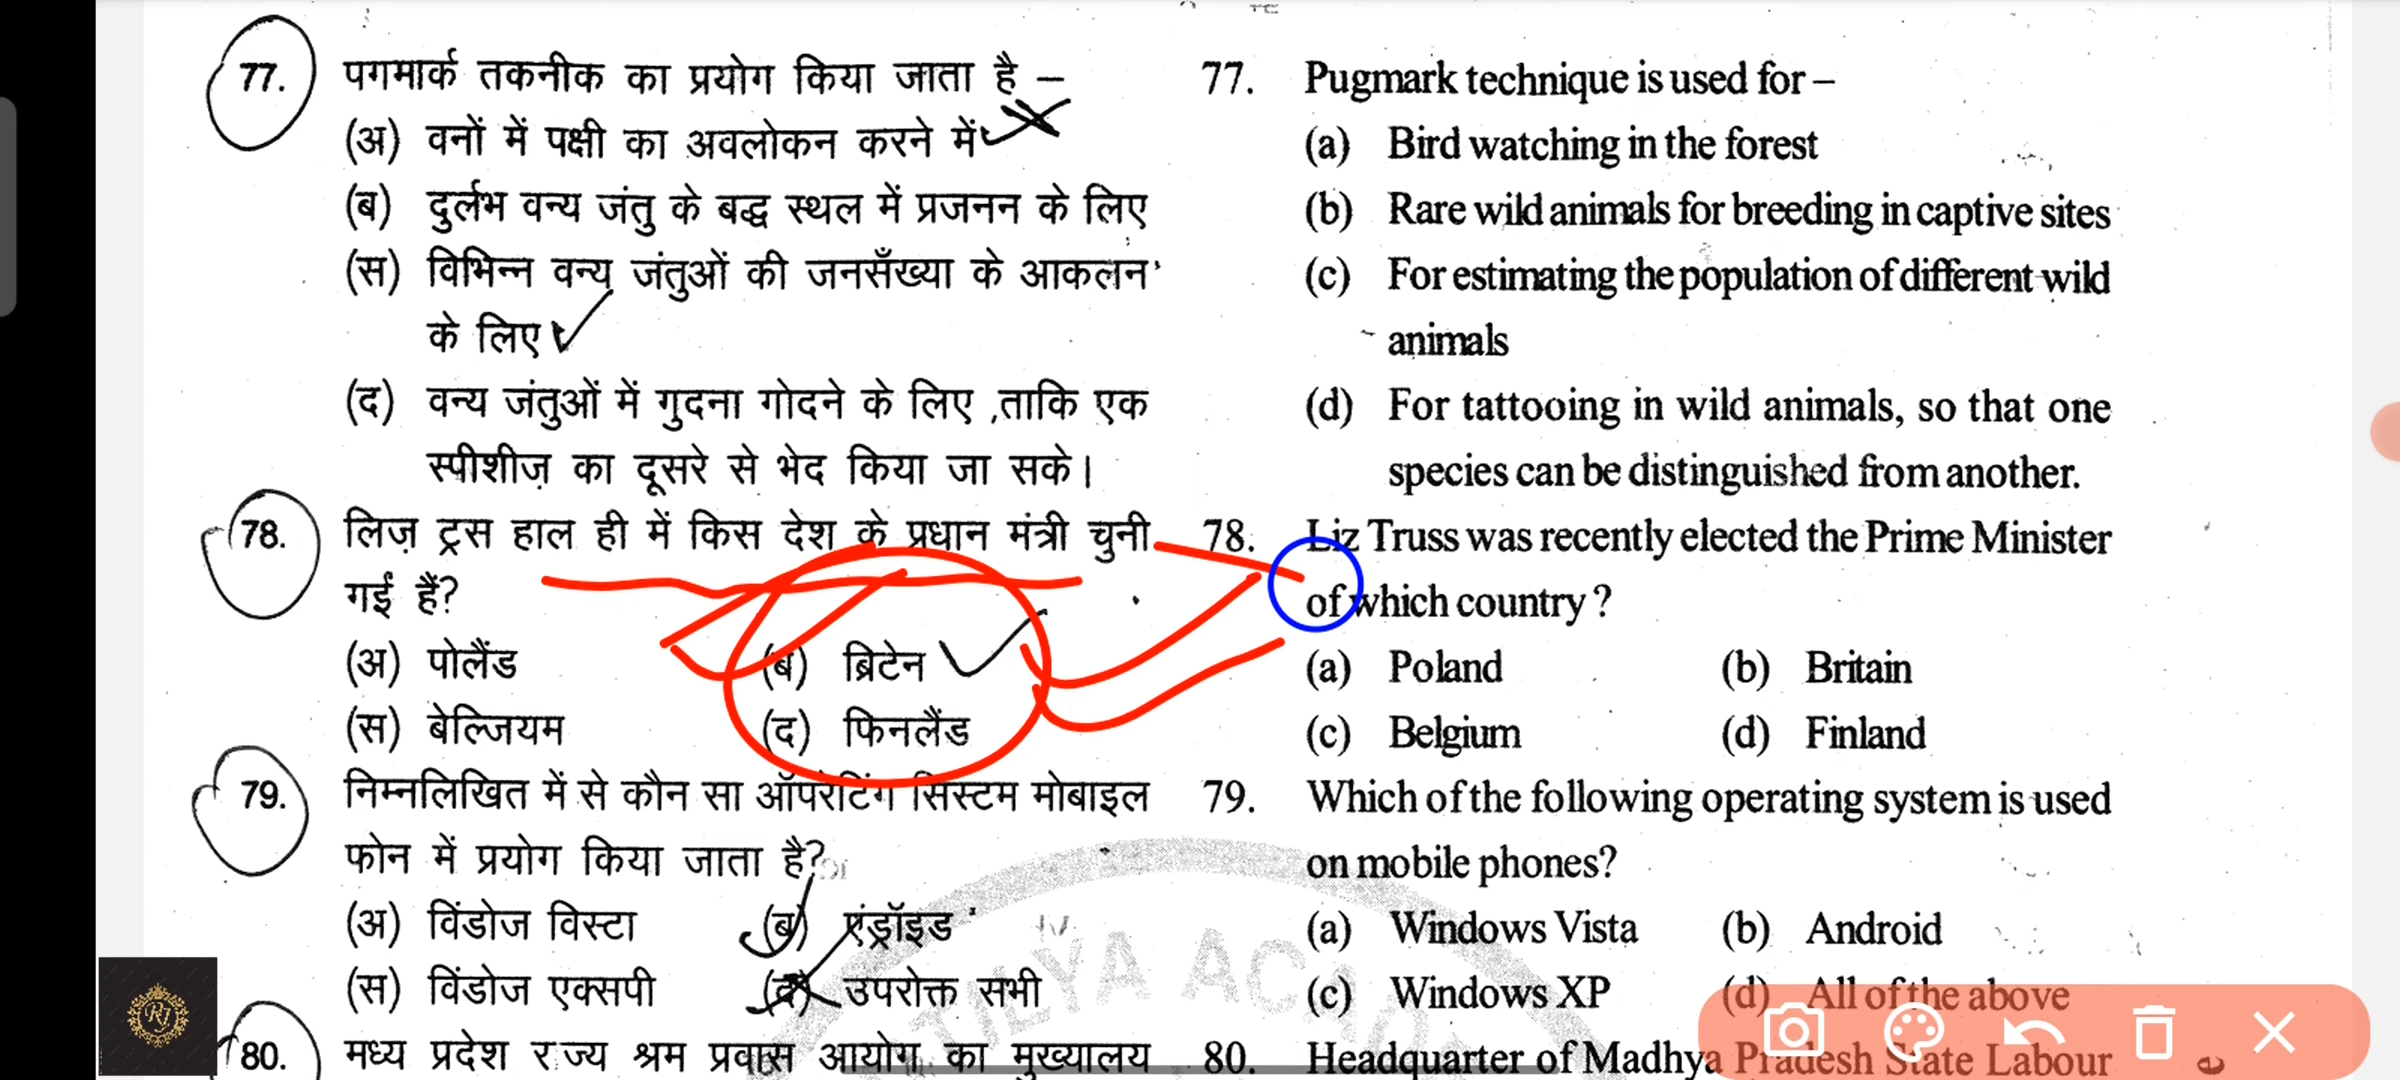 77. पगमार्क तकनीक का प्रयोग किया जाता है –
(अ) वनों में पक्षी का अवलोकन करने में
(ब) दुर्लभ वन्य जंतु के बद्ध स्थल में प्रजनन के लिए
(स) विभिन्न वन्य जंतुओं की जनसँख्या के आकलन
के लिए
(द) वन्य जंतुओं में गुदना गोदने के लिए ,ताकि एक
स्पीशीज़ का दूसरे से भेद किया जा सके।
78. लिज़ ट्रस हाल ही में किस देश के प्रधान मंत्री चुनी
गईं हैं?
(अ) पोलैंड (ब) ब्रिटेन
(स) बेल्जियम (द) फिनलैंड
79. निम्नलिखित में से कौन सा ऑपरेटिंग सिस्टम मोबाइल
फोन में प्रयोग किया जाता है?
(अ) विंडोज विस्टा (ब) एंड्रॉइड
(स) विंडोज एक्सपी (द) उपरोक्त सभी
80. मध्य प्रदेश राज्य श्रम प्रवास आयोग का मुख्यालय
77. Pugmark technique is used for –
(a) Bird watching in the forest
(b) Rare wild animals for breeding in captive sites
(c) For estimating the population of different wild
animals
(d) For tattooing in wild animals, so that one
species can be distinguished from another.
78. Liz Truss was recently elected the Prime Minister
of which country ?
(a) Poland (b) Britain
(c) Belgium (d) Finland
79. Which of the following operating system is used
on mobile phones?
(a) Windows Vista (b) Android
(c) Windows XP (d) All of the above
80. Headquarter of Madhya Pradesh State Labour
RJ